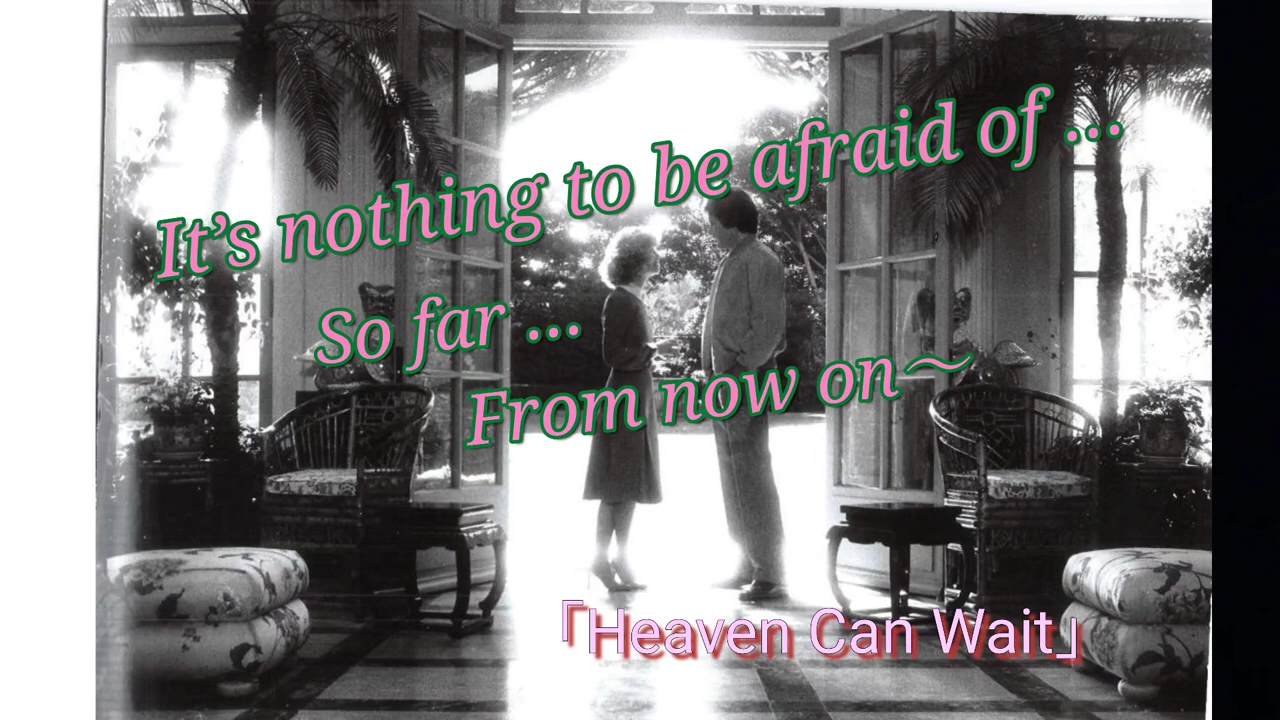 It’s nothing to be afraid of ...
So far ...
From now on～
「Heaven Can Wait」